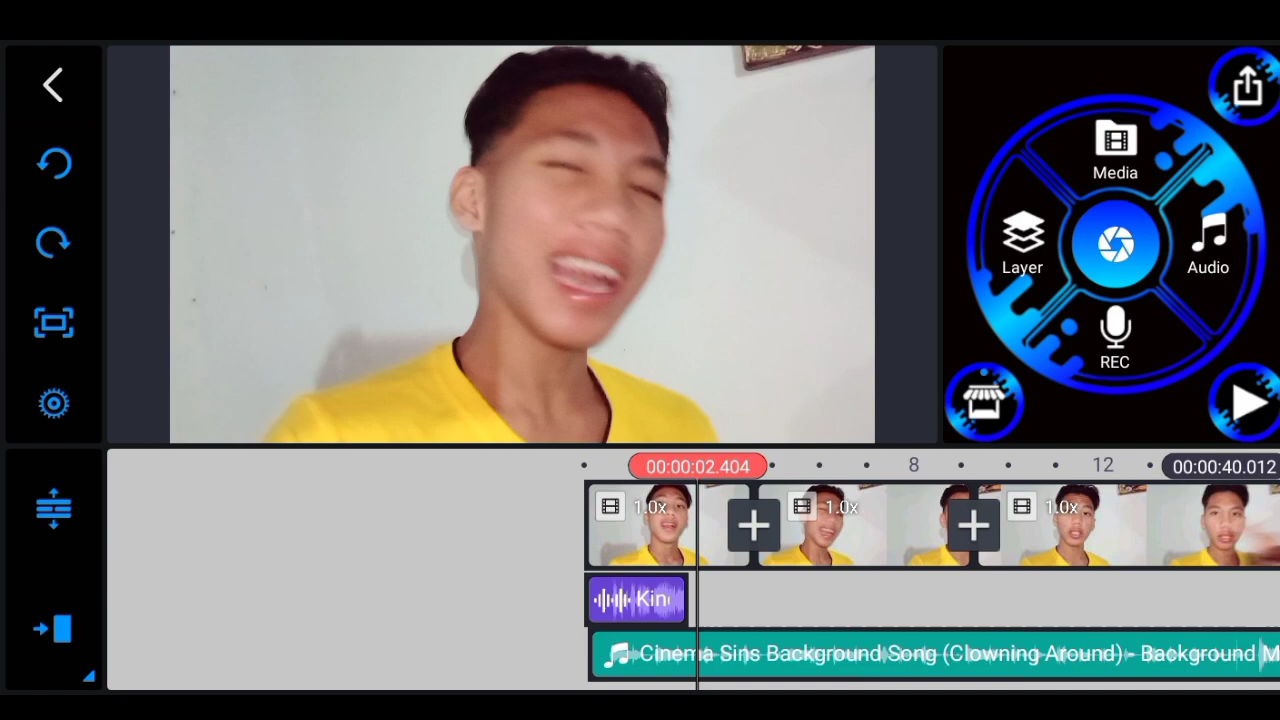 Media
Layer
Audio
REC
00:00:02.404
8
12
00:00:40.012
1.0x
1.0x
1.0x
Kin
Cinema Sins Background Song (Clowning Around) - Background M